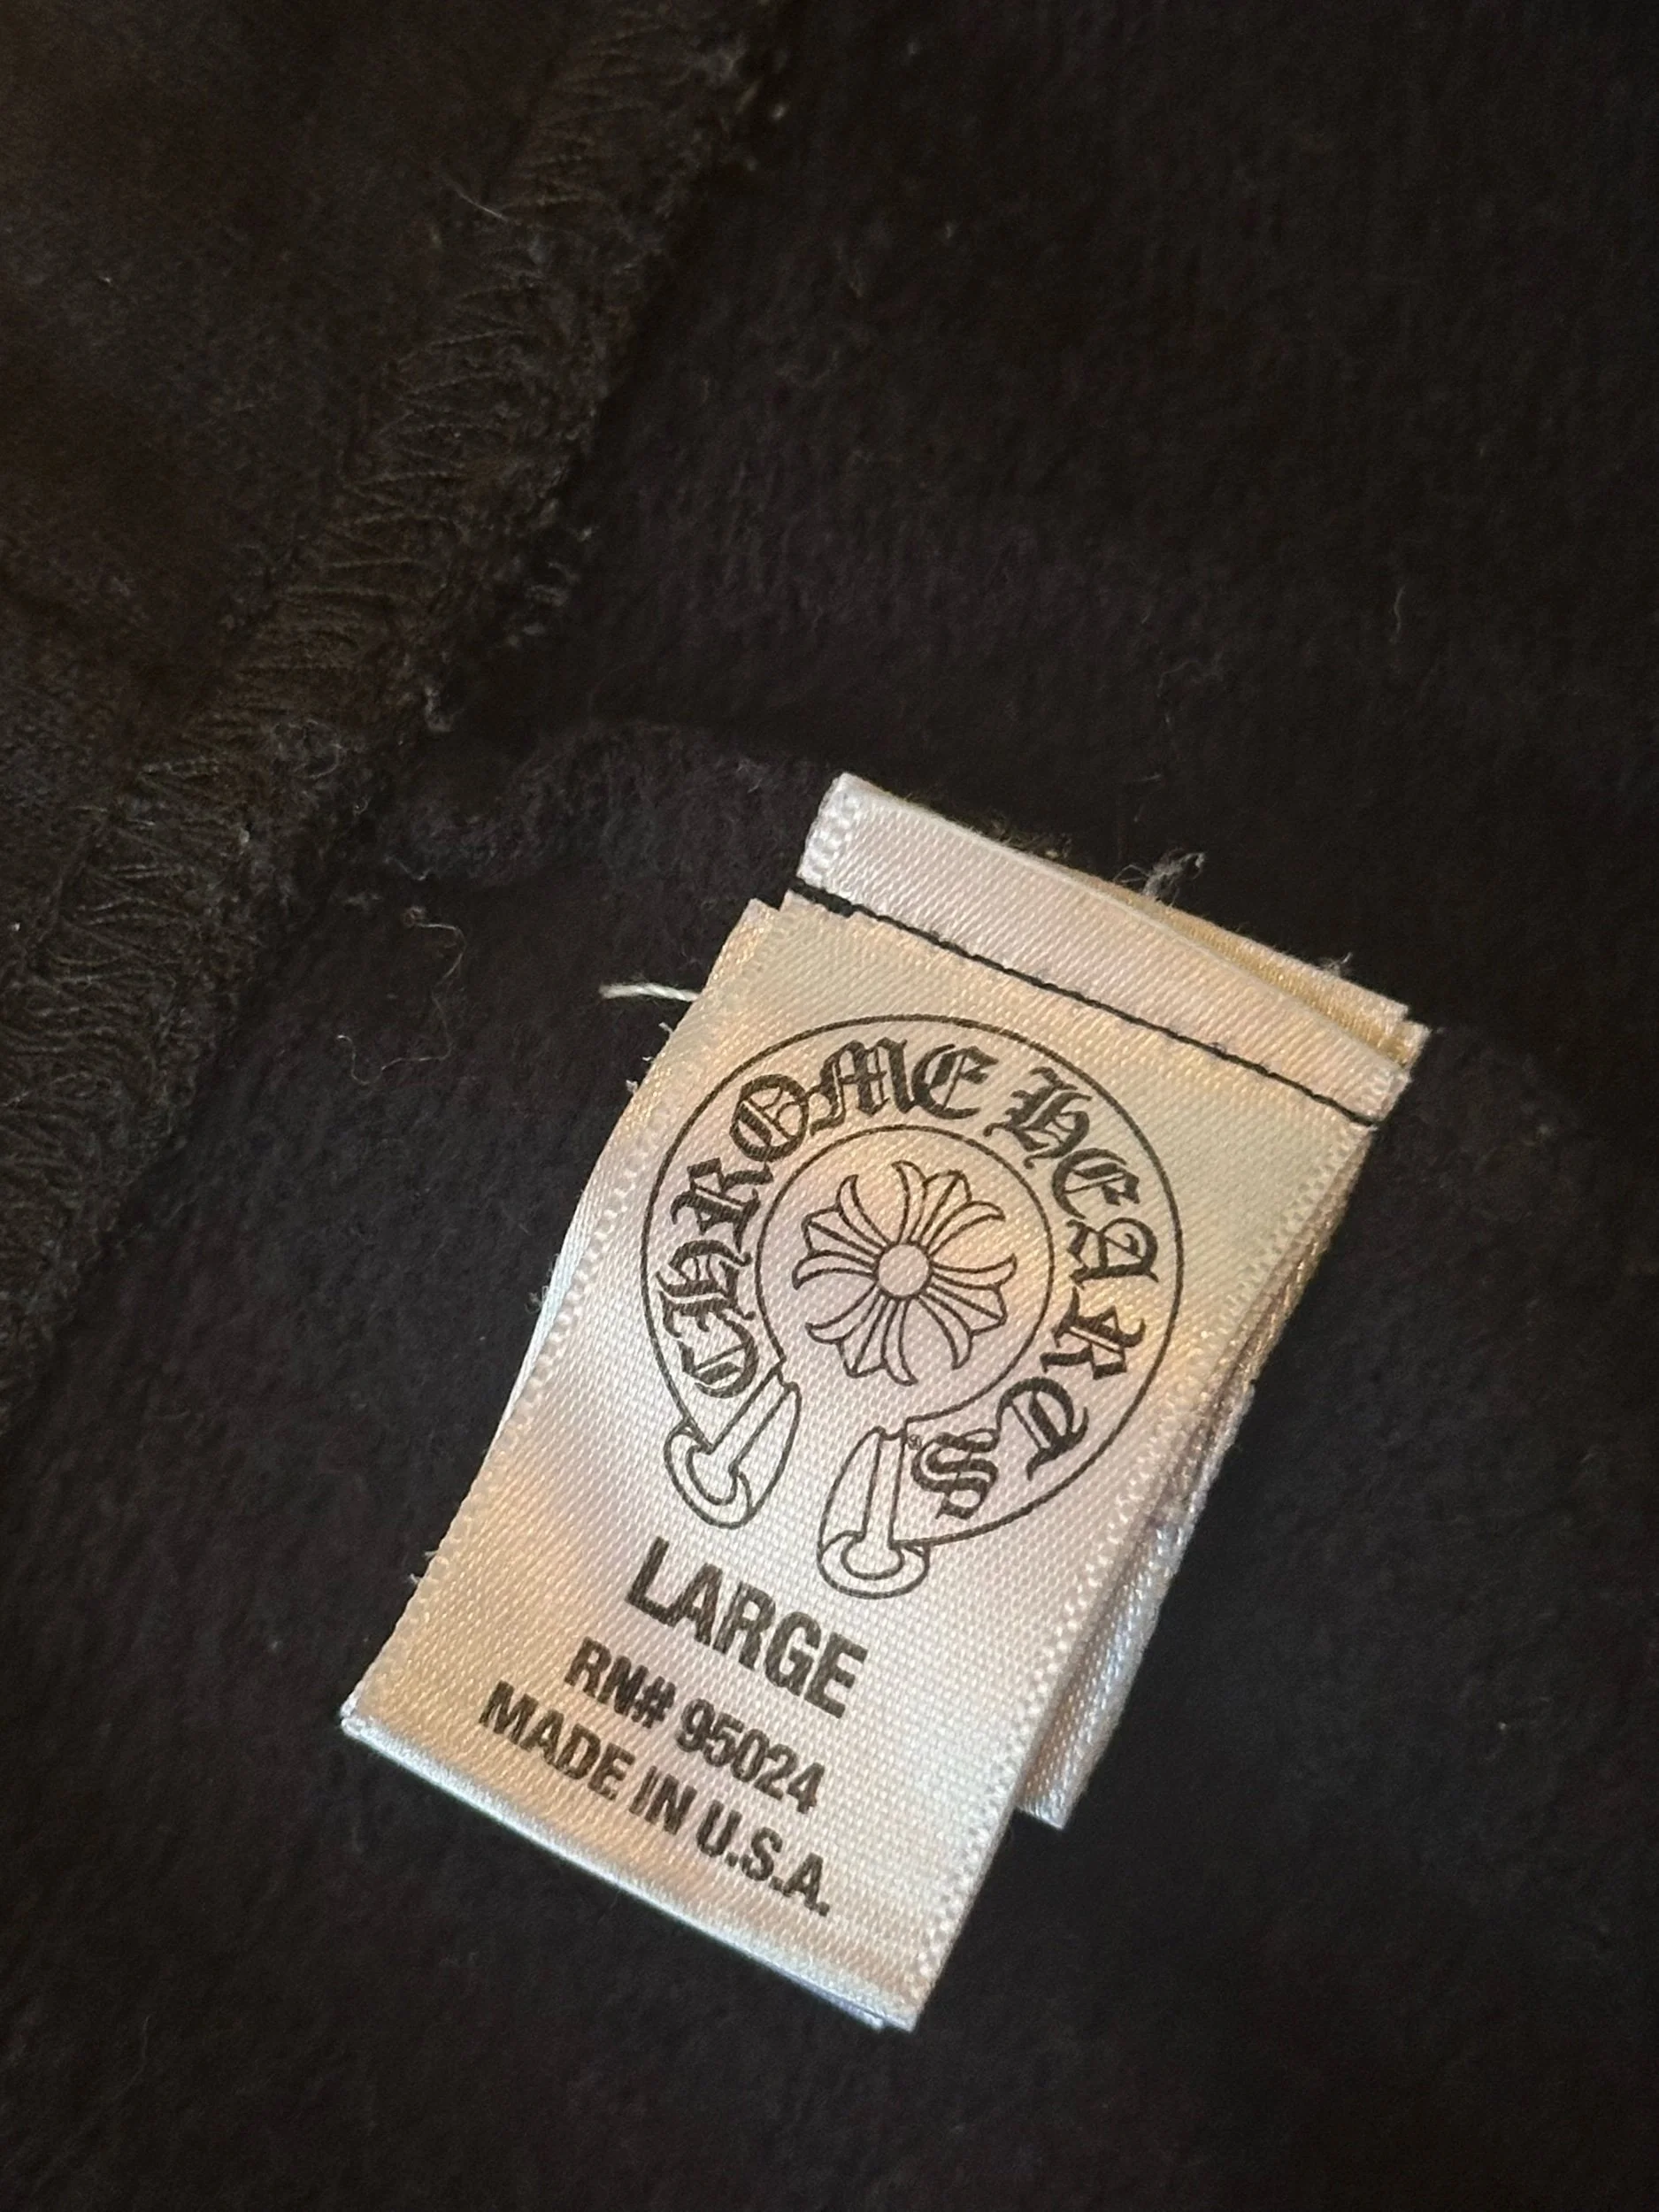 CHROME HEARTS
LARGE
RN# 95024
MADE IN U.S.A.